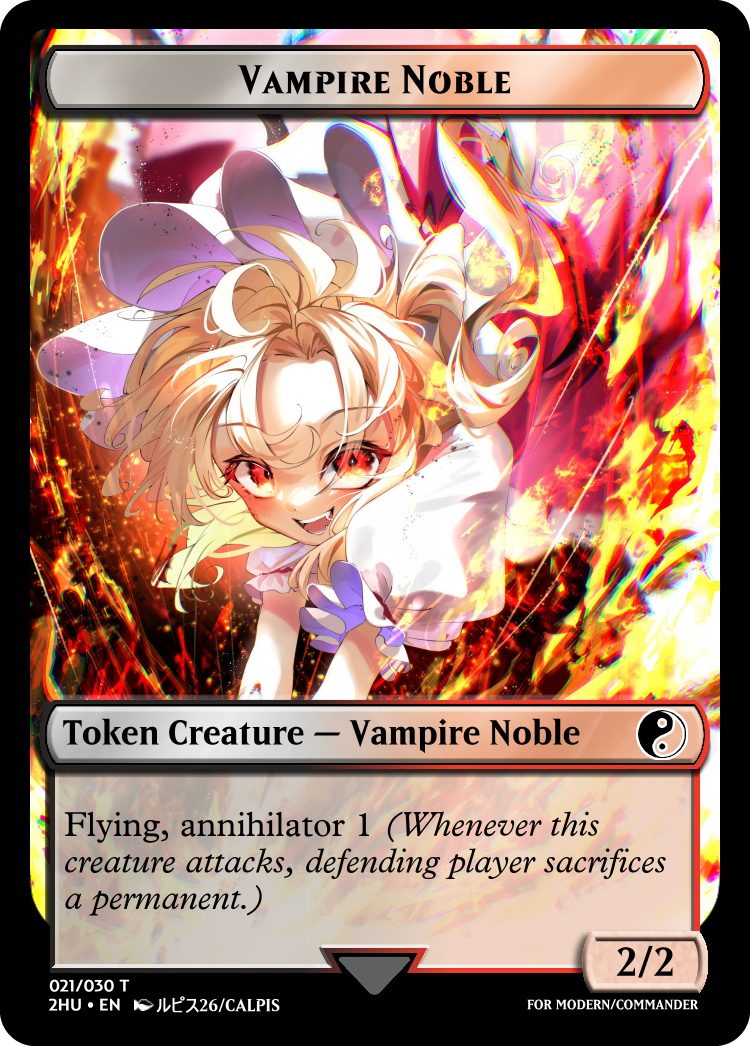 Vampire Noble
Token Creature — Vampire Noble
Flying, annihilator 1 (Whenever this
creature attacks, defending player sacrifices
a permanent.)
2/2
021/030 T
2HU • EN ルピス26/CALPIS
FOR MODERN/COMMANDER